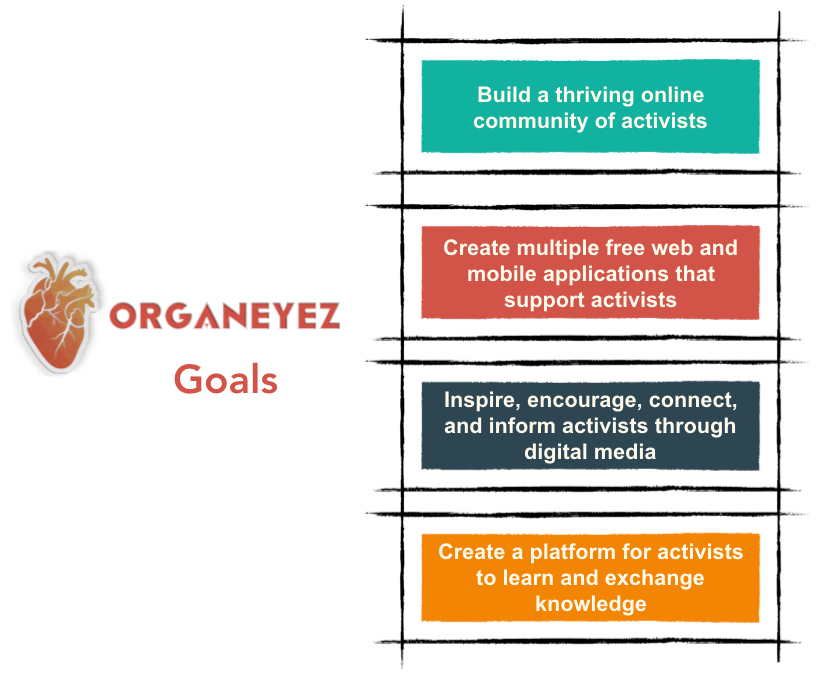 ORGANEYEZ
Goals
Build a thriving online
community of activists
Create multiple free web and
mobile applications that
support activists
Inspire, encourage, connect,
and inform activists through
digital media
Create a platform for activists
to learn and exchange
knowledge